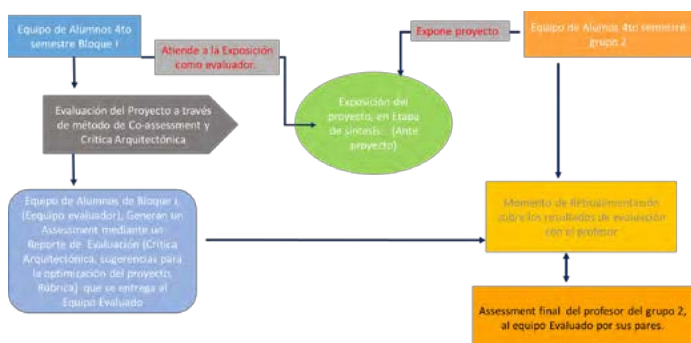 Equipo de Alumnos 4to
semestre Bloque I
Atiende a la Exposición
como evaluador.
Expone proyecto
Equipo de Alumos 4to semestre
grupo 2
Evaluación del Proyecto a través
de método de Co-assessment y
Crítica Arquitectónica
Exposición del
proyecto, en Etapa
de síntesis. (Ante
proyecto)
Equipo de Alumnos de Bloque I,
(Eequipo evaluador), Generan un
Assessment mediante un
Reporte de Evaluación (Crítica
Arquitectónica, sugerencias para
la optimización del proyecto,
Rúbrica) que se entrega al
Equipo Evaluado
Momento de Retroalimentación
sobre los resultados de evaluación
con el profesor
Assessment final del profesor del grupo 2,
al equipo Evaluado por sus pares.